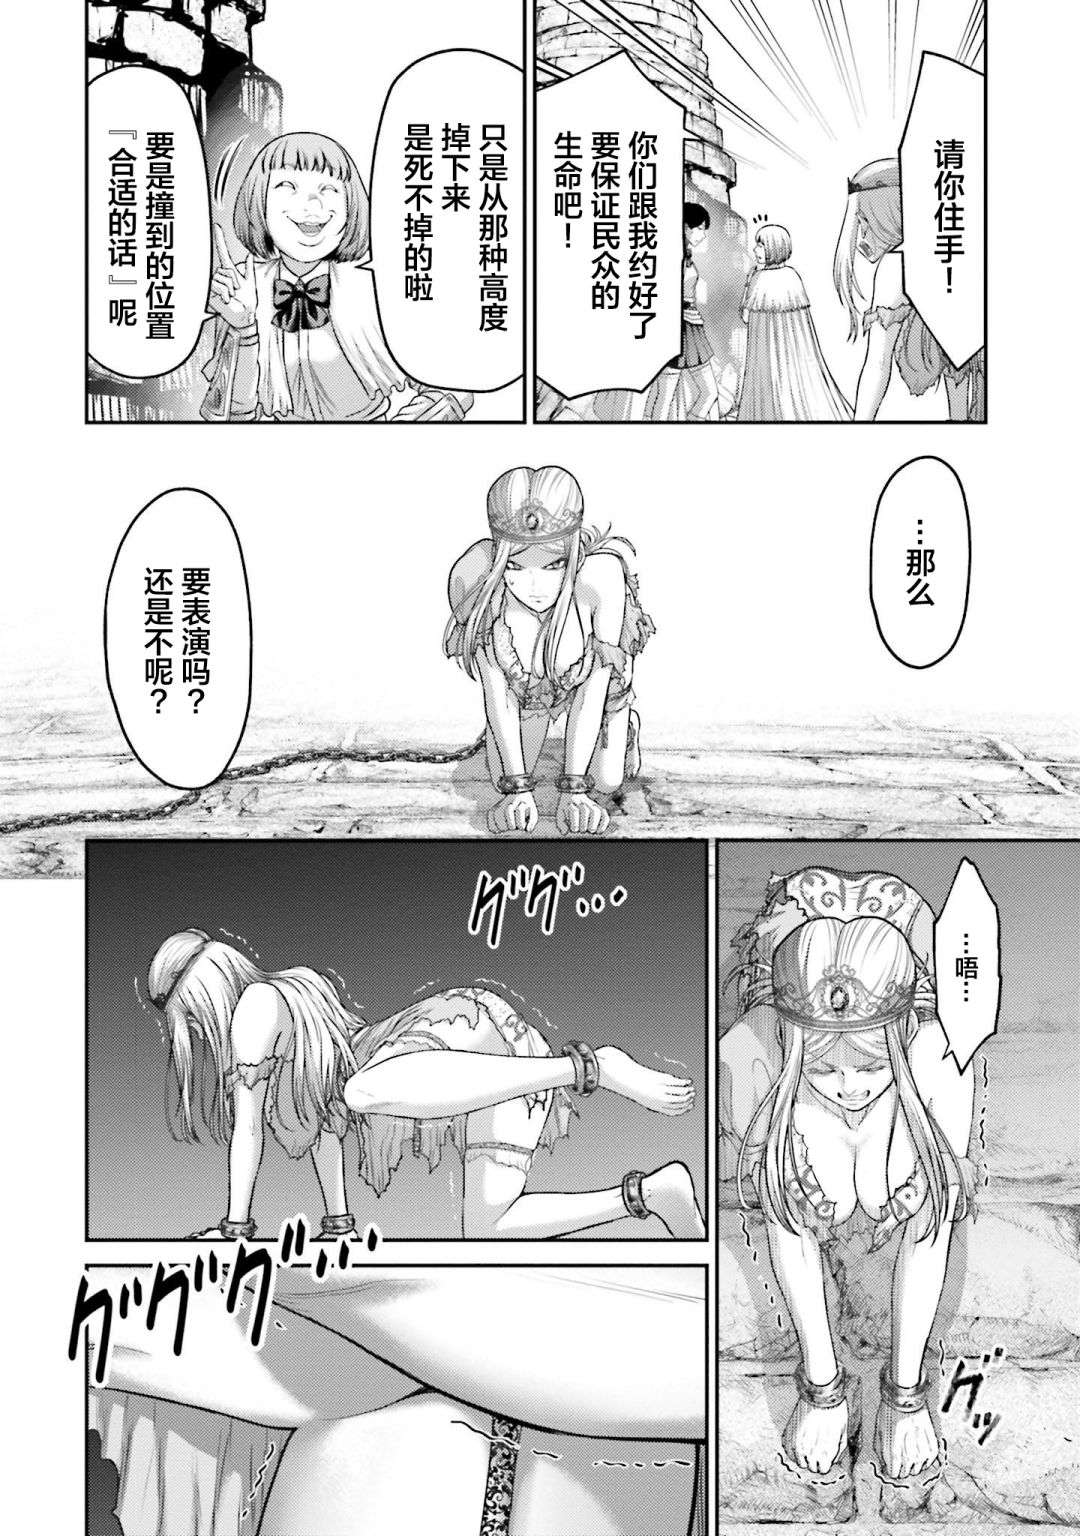 请你住手！
你们跟我约好了
要保证民众的
生命吧！
只是从那种高度
掉下来
是死不掉的啦
要是撞到的位置
『合适的话』呢
…那么
要表演吗？
还是不呢？
…唔…
グッ
ググッ…
ググググ…